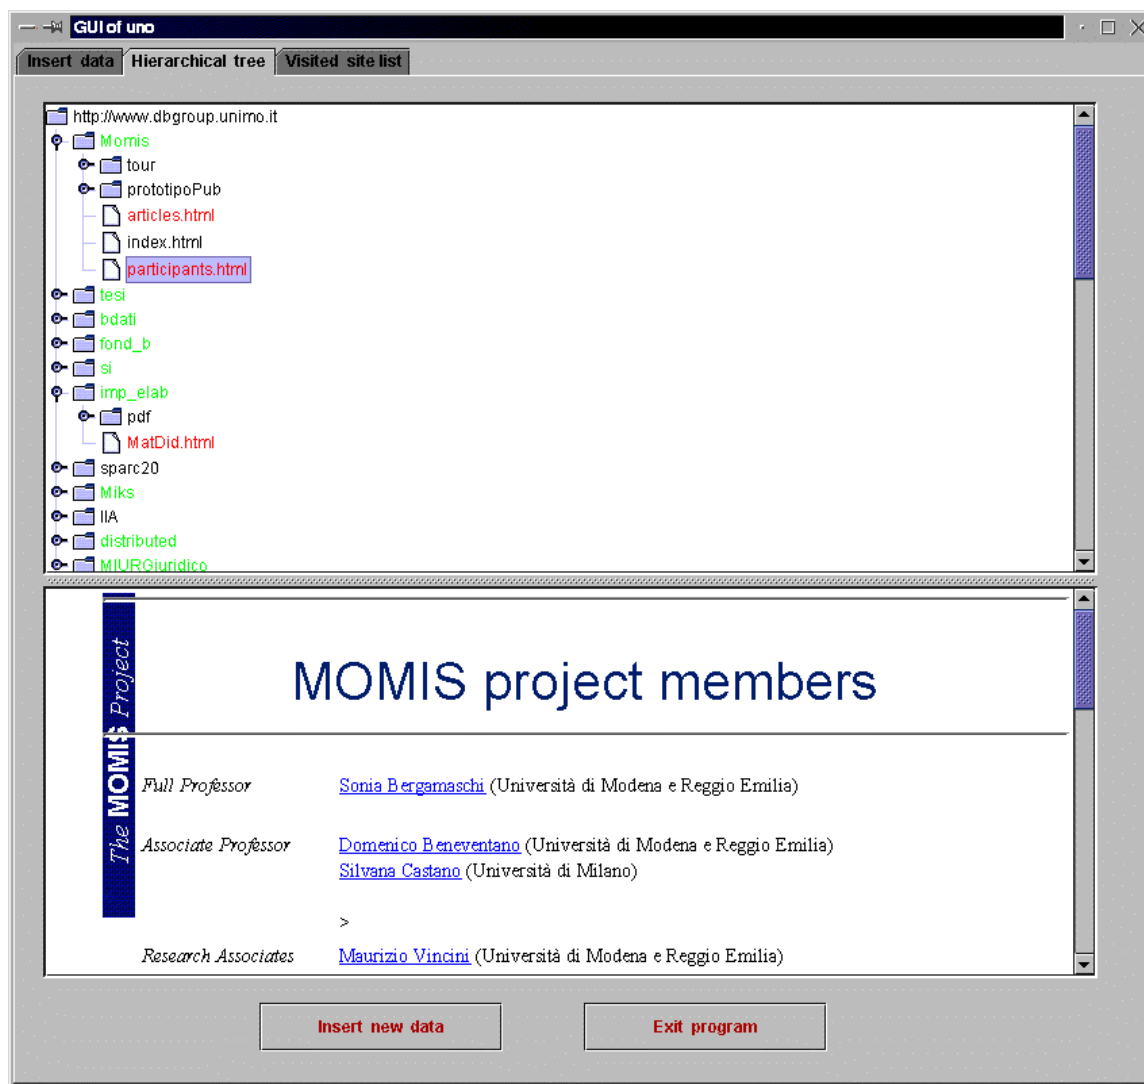 GUI of uno
Insert data Hierarchical tree Visited site list
http://www.dbgroup.unimo.it
Momis
tour
prototipoPub
articles.html
index.html
participants.html
tesi
bdati
fond_b
si
imp_elab
pdf
MatDid.html
sparc20
Miks
IIA
distributed
MIURGiuridico
The MOMIS Project
MOMIS project members
Full Professor Sonia Bergamaschi (Università di Modena e Reggio Emilia)
Associate Professor Domenico Beneventano (Università di Modena e Reggio Emilia)
Silvana Castano (Università di Milano)
>
Research Associates Maurizio Vincini (Università di Modena e Reggio Emilia)
Insert new data Exit program